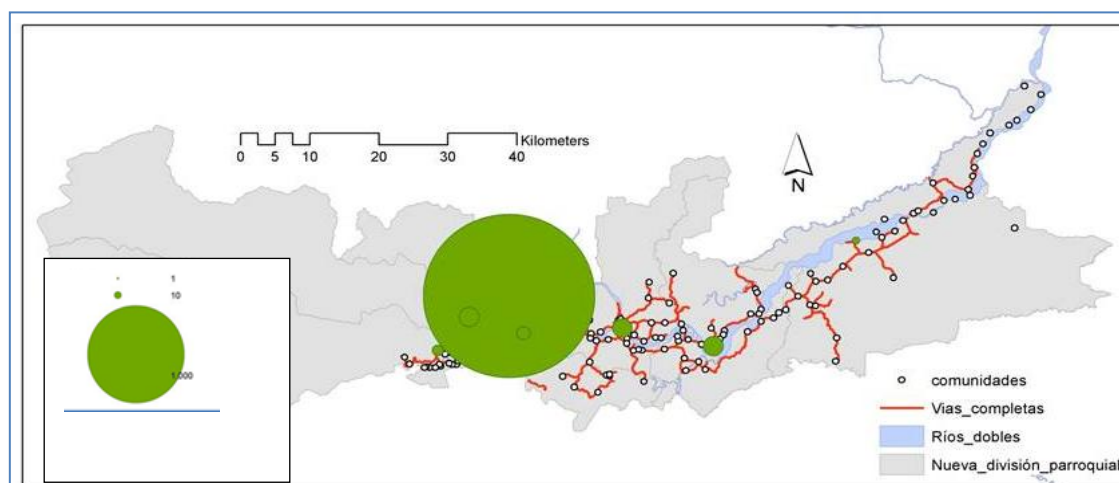 Kilometers
0 5 10 20 30 40
N
1
10
1.000
comunidades
Vias_completas
Ríos_dobles
Nueva_división_parroquial